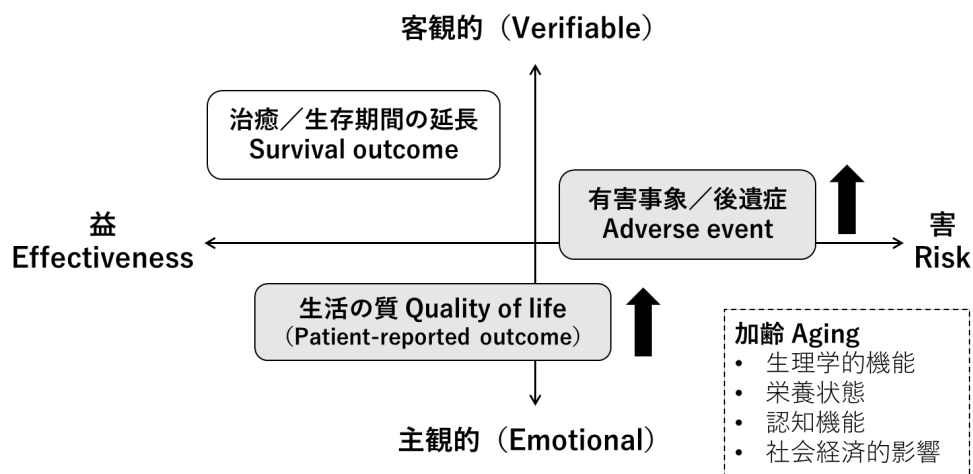 客観的（Verifiable）
治癒／生存期間の延長
Survival outcome
有害事象／後遺症
Adverse event
益
Effectiveness
害
Risk
生活の質 Quality of life
（Patient-reported outcome）
加齢 Aging
• 生理学的機能
• 栄養状態
• 認知機能
• 社会経済的影響
主観的（Emotional）